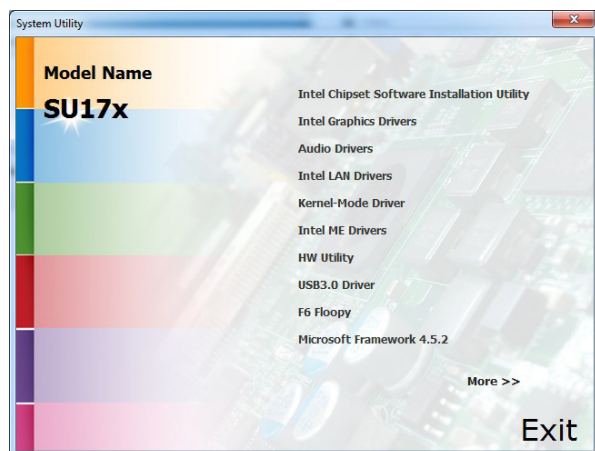 System Utility
Model Name
SU17x
Intel Chipset Software Installation Utility
Intel Graphics Drivers
Audio Drivers
Intel LAN Drivers
Kernel-Mode Driver
Intel ME Drivers
HW Utility
USB3.0 Driver
F6 Floopy
Microsoft Framework 4.5.2
More >>
Exit